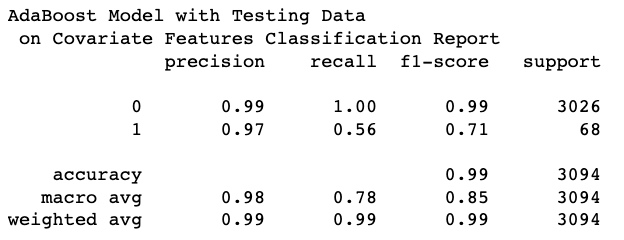 AdaBoost Model with Testing Data
on Covariate Features Classification Report
precision recall f1-score support
0 0.99 1.00 0.99 3026
1 0.97 0.56 0.71 68
accuracy 0.99 3094
macro avg 0.98 0.78 0.85 3094
weighted avg 0.99 0.99 0.99 3094